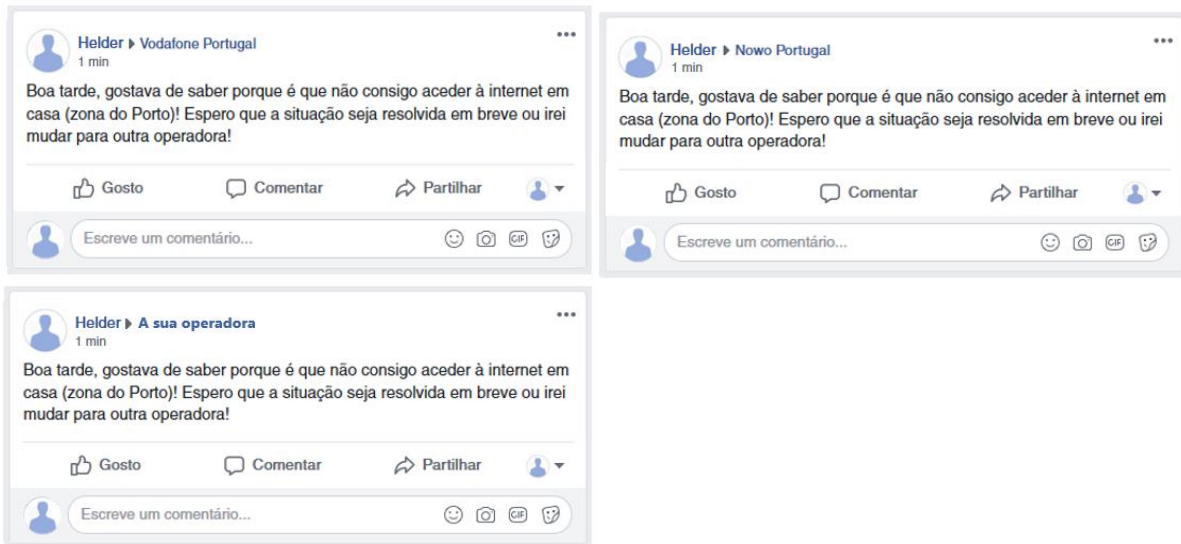 Helder ▸ Vodafone Portugal
1 min
Boa tarde, gostava de saber porque é que não consigo aceder à internet em
casa (zona do Porto)! Espero que a situação seja resolvida em breve ou irei
mudar para outra operadora!
Gosto Comentar Partilhar
Escreve um comentário... GIF
Helder ▸ Nowo Portugal
1 min
Boa tarde, gostava de saber porque é que não consigo aceder à internet em
casa (zona do Porto)! Espero que a situação seja resolvida em breve ou irei
mudar para outra operadora!
Gosto Comentar Partilhar
Escreve um comentário... GIF
Helder ▸ A sua operadora
1 min
Boa tarde, gostava de saber porque é que não consigo aceder à internet em
casa (zona do Porto)! Espero que a situação seja resolvida em breve ou irei
mudar para outra operadora!
Gosto Comentar Partilhar
Escreve um comentário... GIF